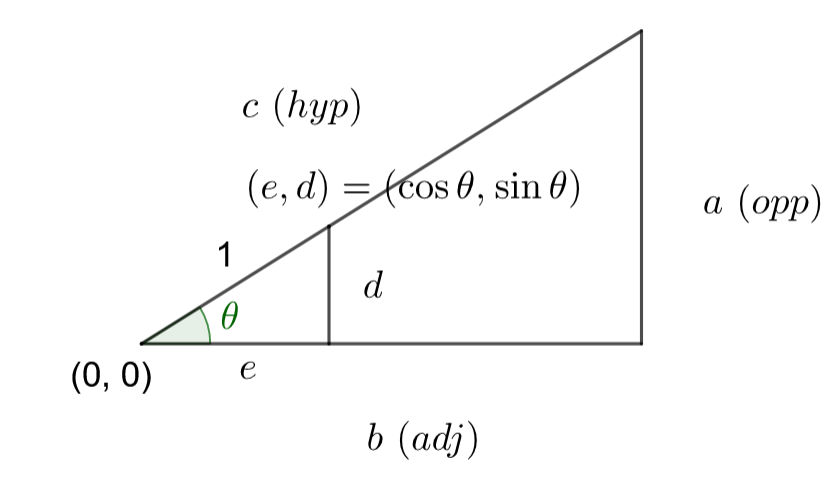 c (hyp)
(e, d) = (cos θ, sin θ)
a (opp)
1
d
θ
(0, 0)
e
b (adj)